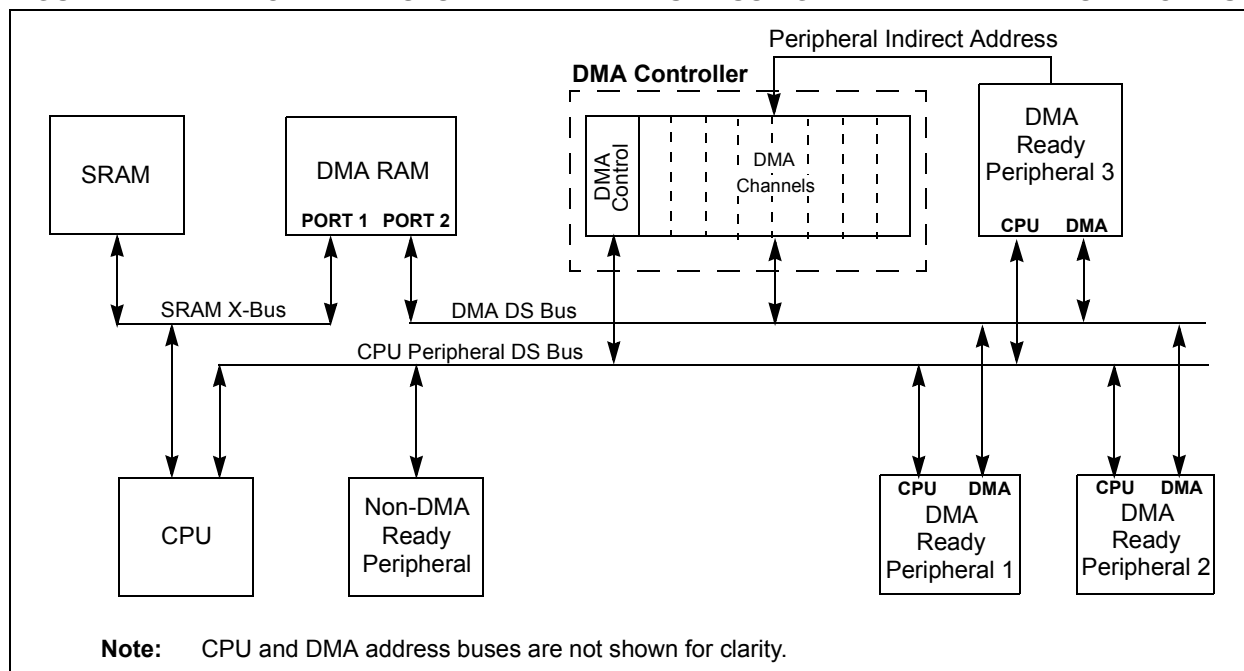 Peripheral Indirect Address
DMA Controller
SRAM
DMA RAM
PORT 1 PORT 2
DMA
Control
DMA
Channels
DMA
Ready
Peripheral 3
CPU DMA
SRAM X-Bus
DMA DS Bus
CPU Peripheral DS Bus
CPU
Non-DMA
Ready
Peripheral
CPU DMA
DMA
Ready
Peripheral 1
CPU DMA
DMA
Ready
Peripheral 2
Note: CPU and DMA address buses are not shown for clarity.